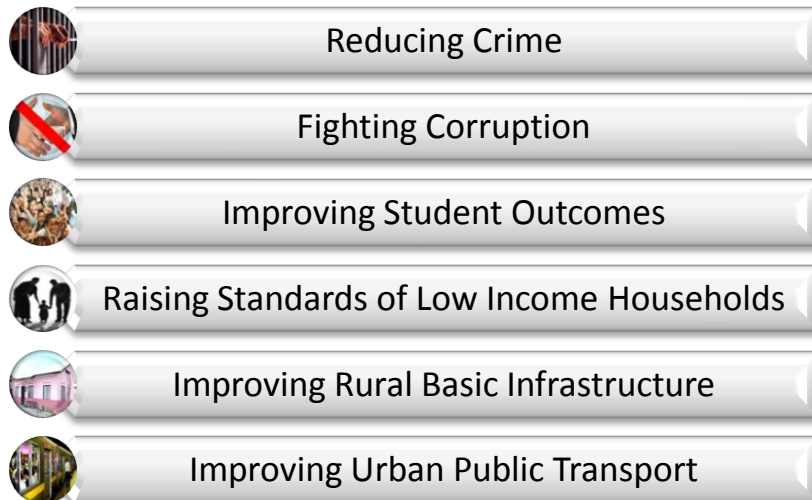 Reducing Crime
Fighting Corruption
Improving Student Outcomes
Raising Standards of Low Income Households
Improving Rural Basic Infrastructure
Improving Urban Public Transport